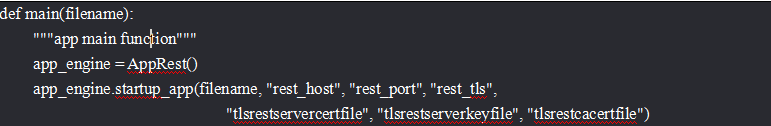 def main(filename):
"""app main function"""
app_engine = AppRest()
app_engine.startup_app(filename, "rest_host", "rest_port", "rest_tls",
"tlsrestservercertfile", "tlsrestserverkeyfile", "tlsrestcacertfile")